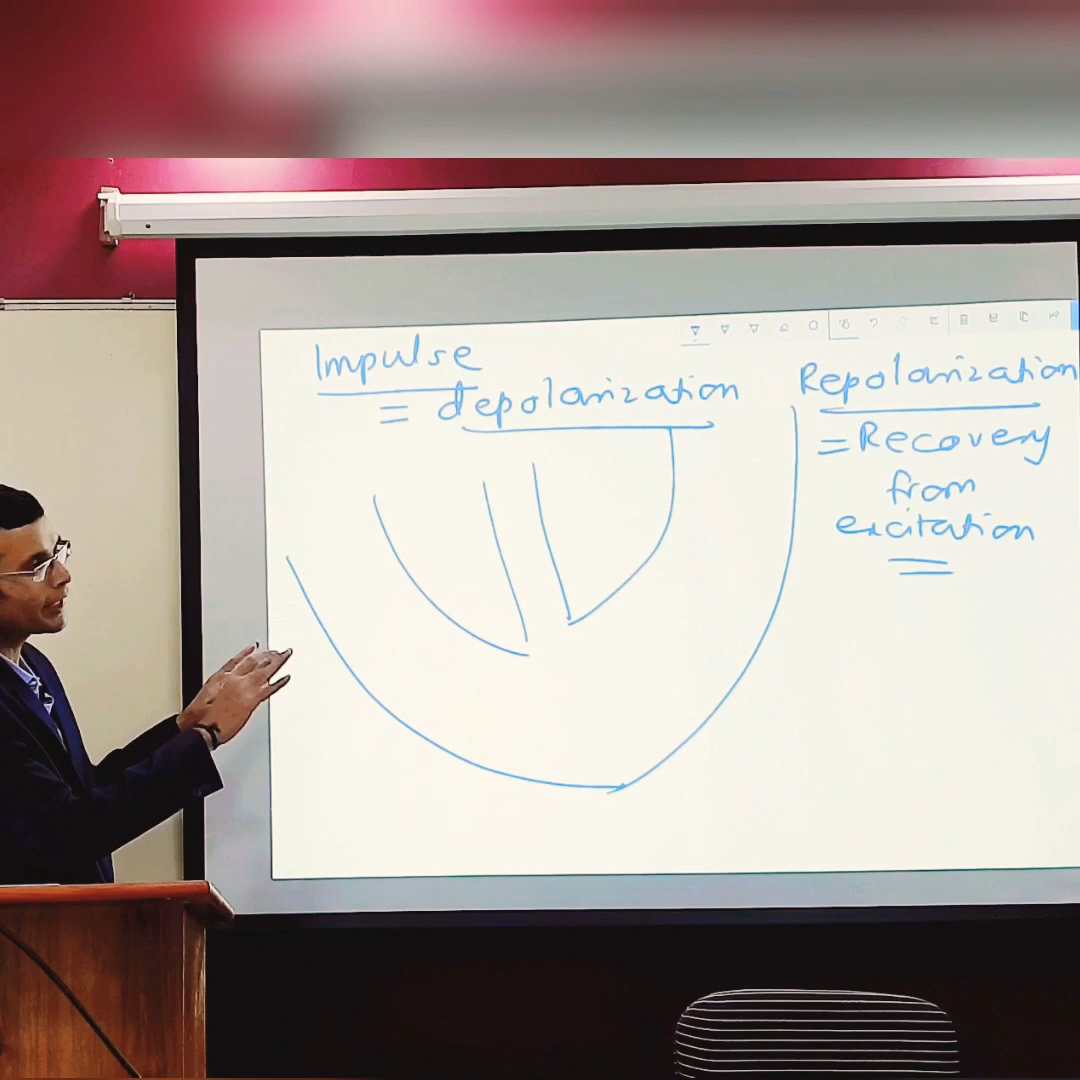 Impulse
= depolarization
Repolarization
= Recovery
from
excitation